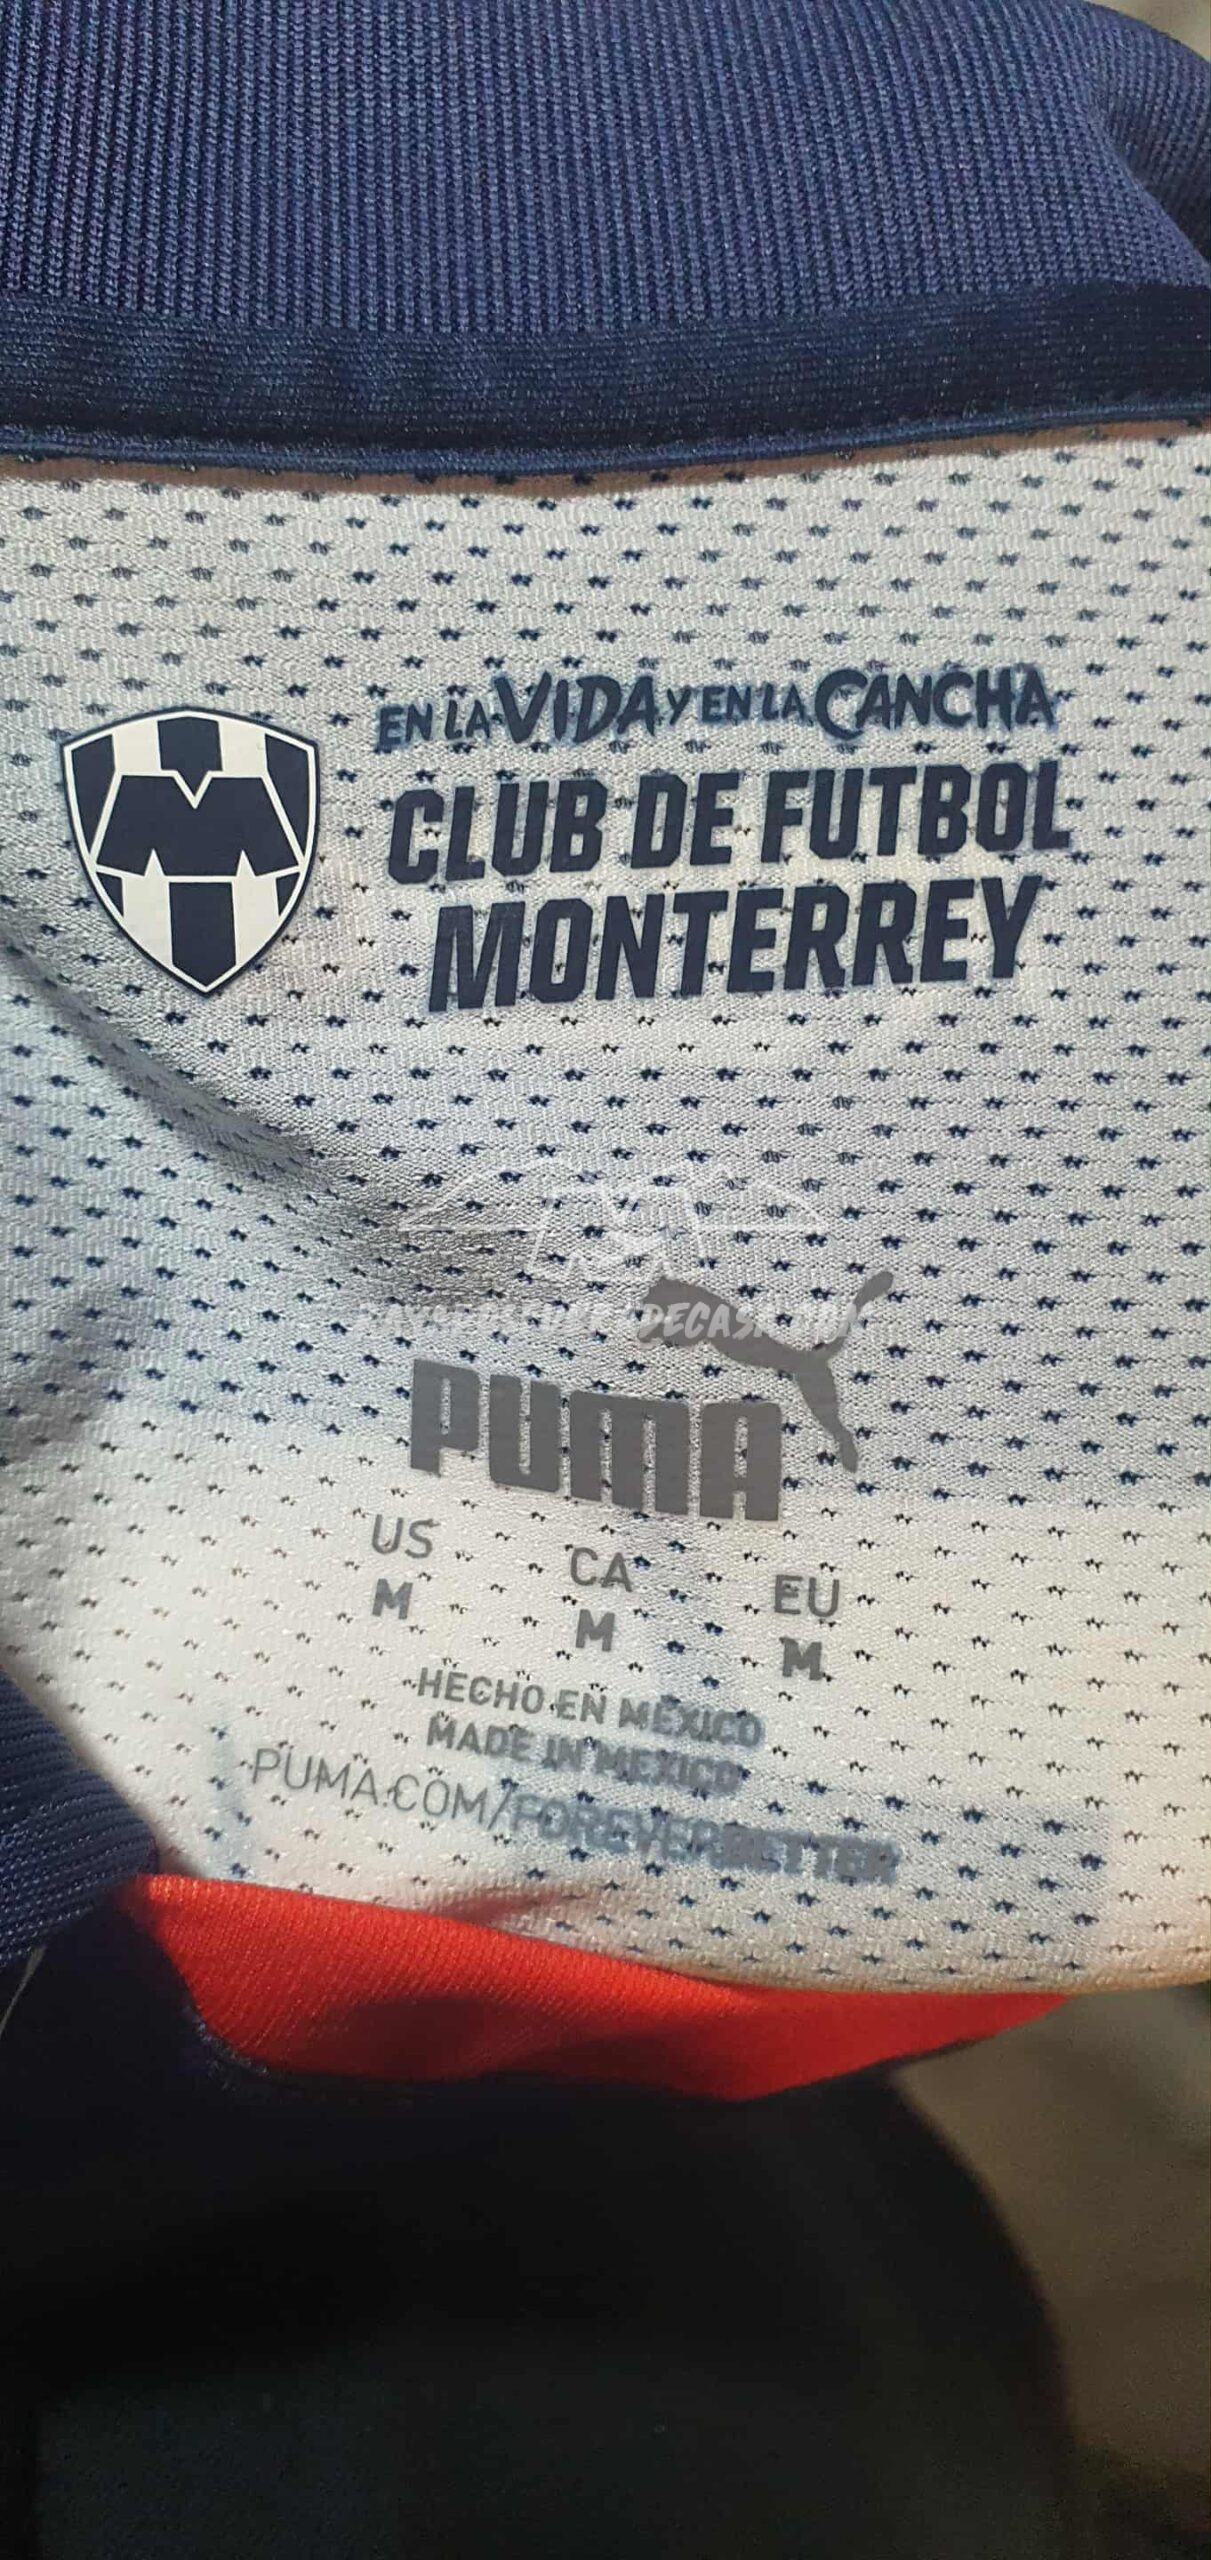 EN LA VIDA Y EN LA CANCHA
CLUB DE FUTBOL
MONTERREY
PUMA
US CA EU
M M M
HECHO EN MÉXICO
MADE IN MEXICO
PUMA.COM/FOREVERBETTER